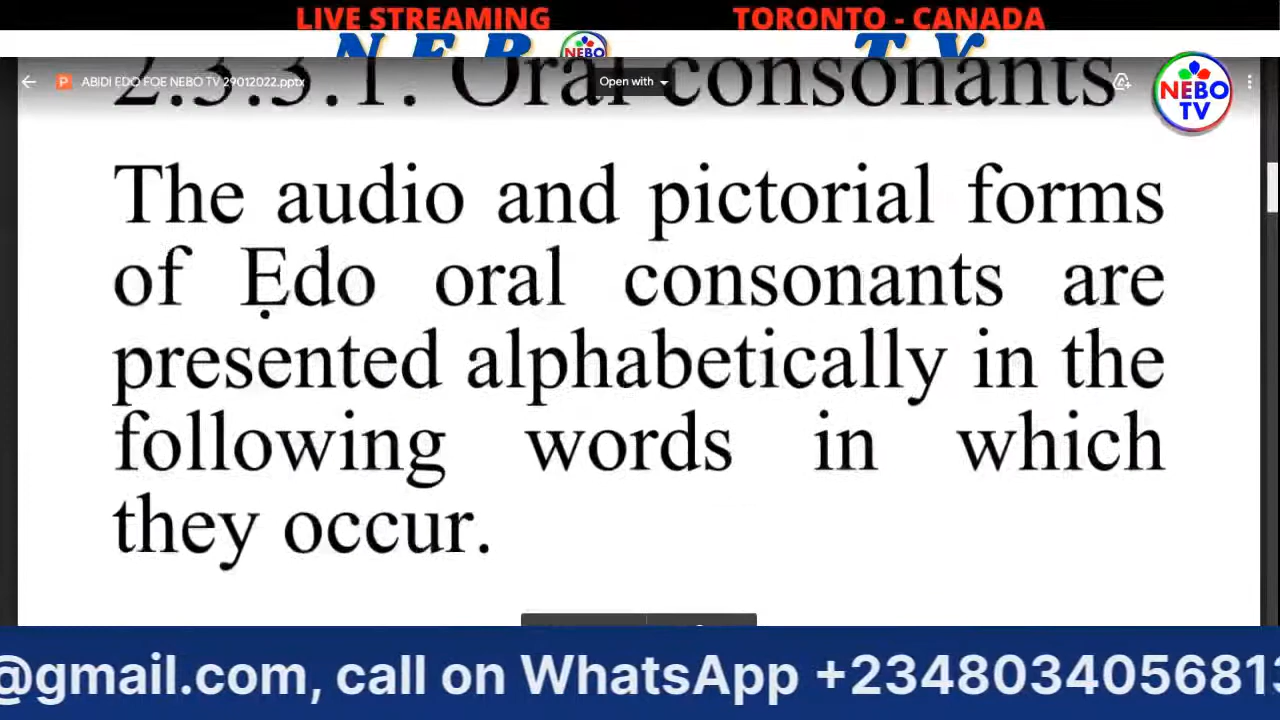 LIVE STREAMING TORONTO - CANADA
NEBO TV
ABIDI EDO FOE NEBO TV 29012022.pptx
Open with
NEBO
TV
2.3.3.1. Oral consonants
The audio and pictorial forms
of Ẹdo oral consonants are
presented alphabetically in the
following words in which
they occur.
@gmail.com, call on WhatsApp +2348034056813